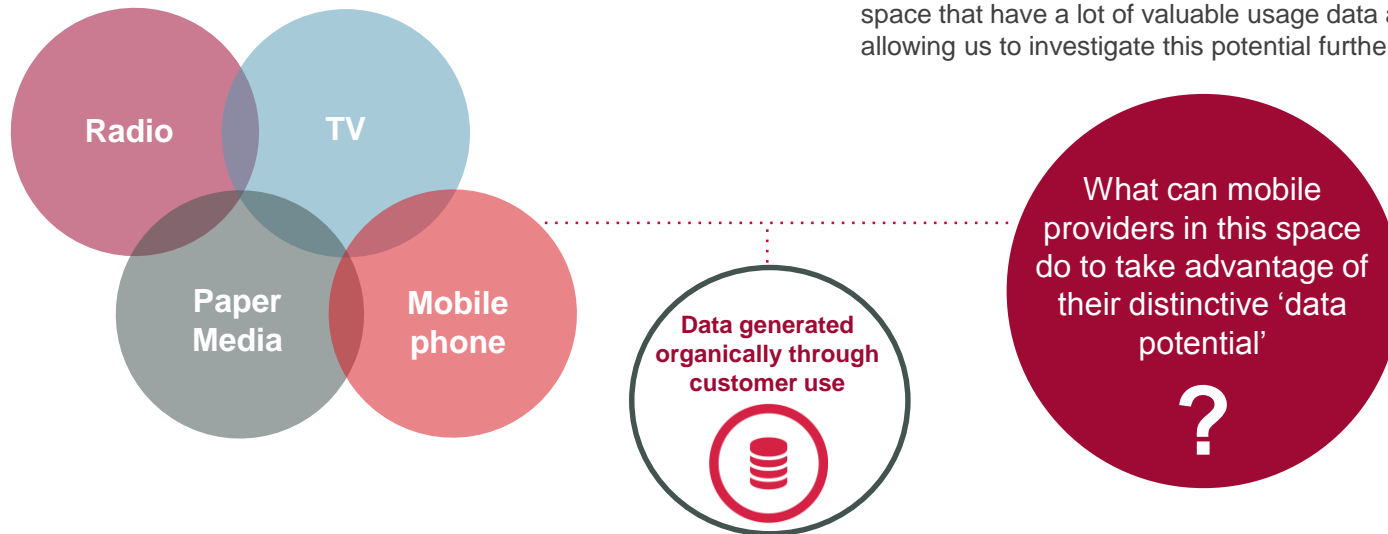 space that have a lot of valuable usage data
allowing us to investigate this potential
Radio
TV
Paper
Media
Mobile
phone
Data generated
organically through
customer use
What can mobile
providers in this space
do to take advantage of
their distinctive ‘data
potential’
?